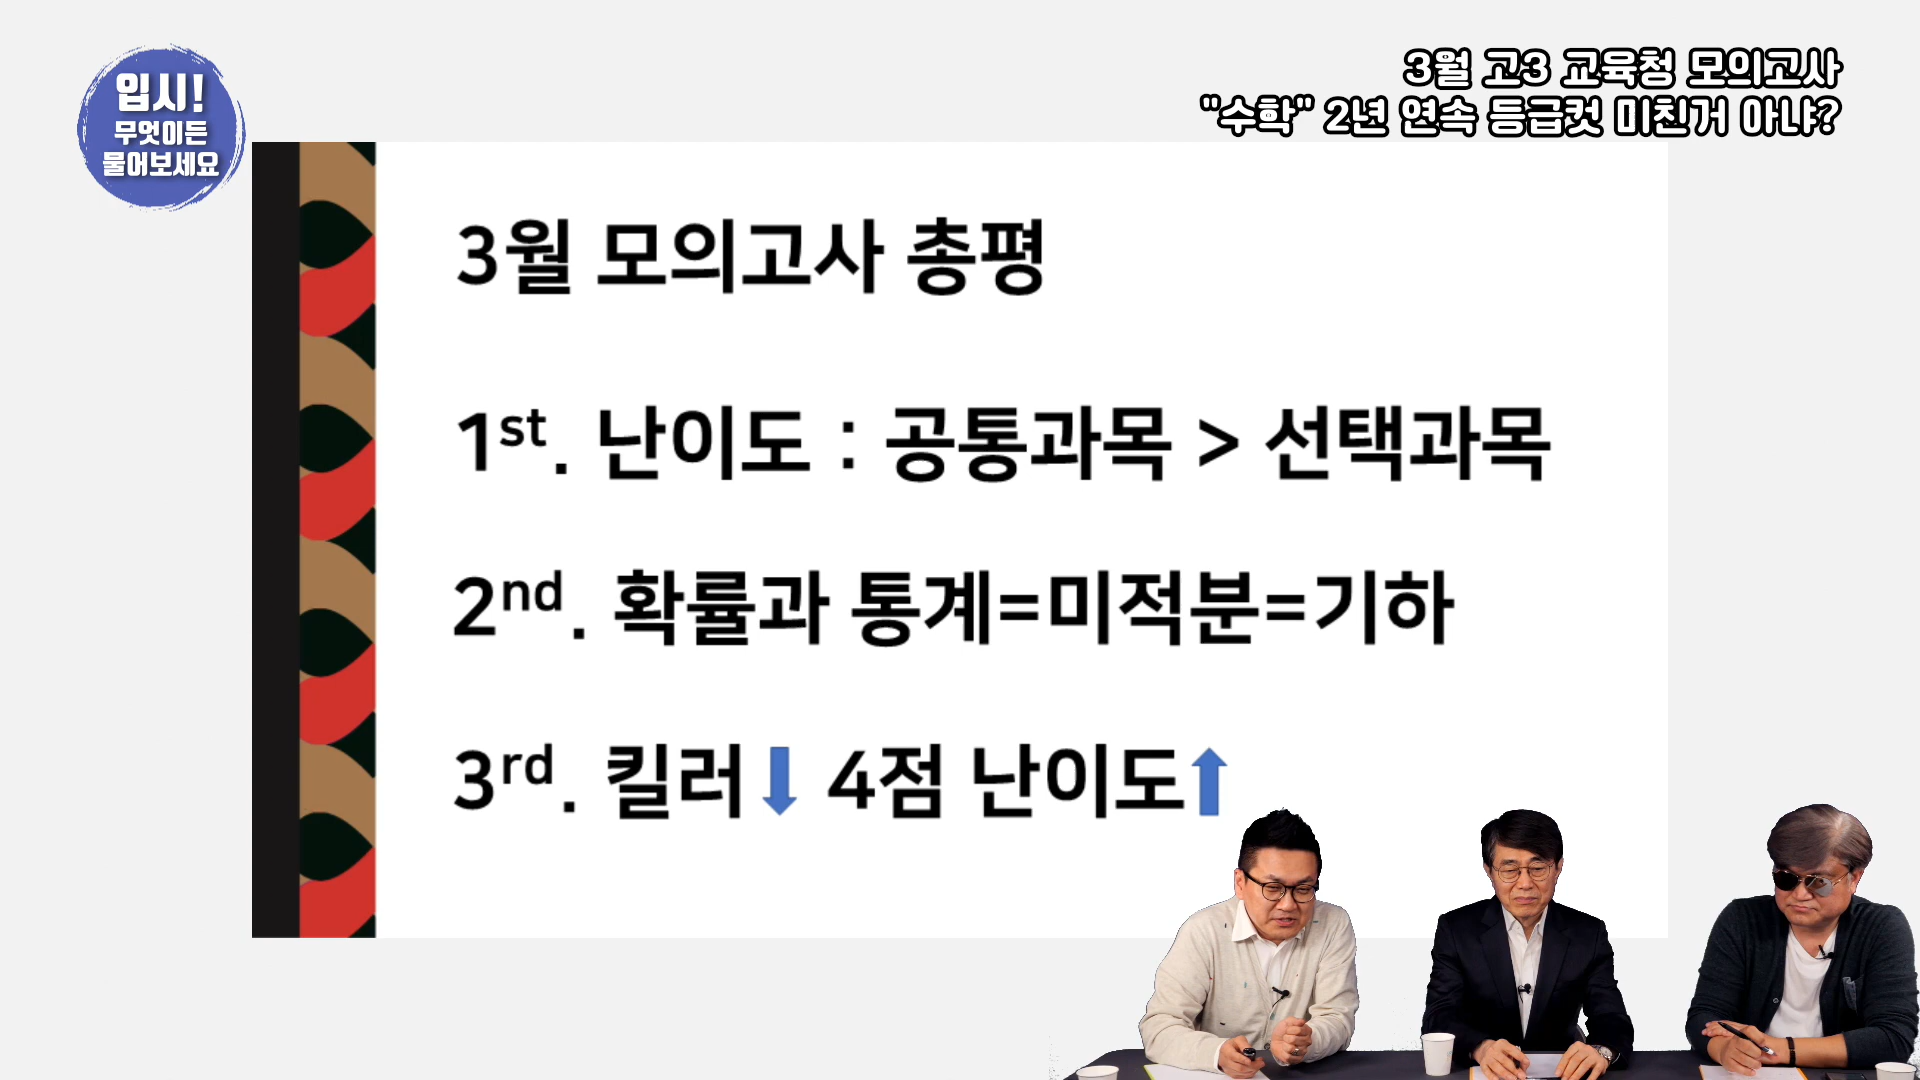 입시!
무엇이든
물어보세요
3월 고3 교육청 모의고사
"수학" 2년 연속 등급컷 미친거 아냐?
3월 모의고사 총평
1st. 난이도 : 공통과목 > 선택과목
2nd. 확률과 통계=미적분=기하
3rd. 킬러⬇ 4점 난이도⬆